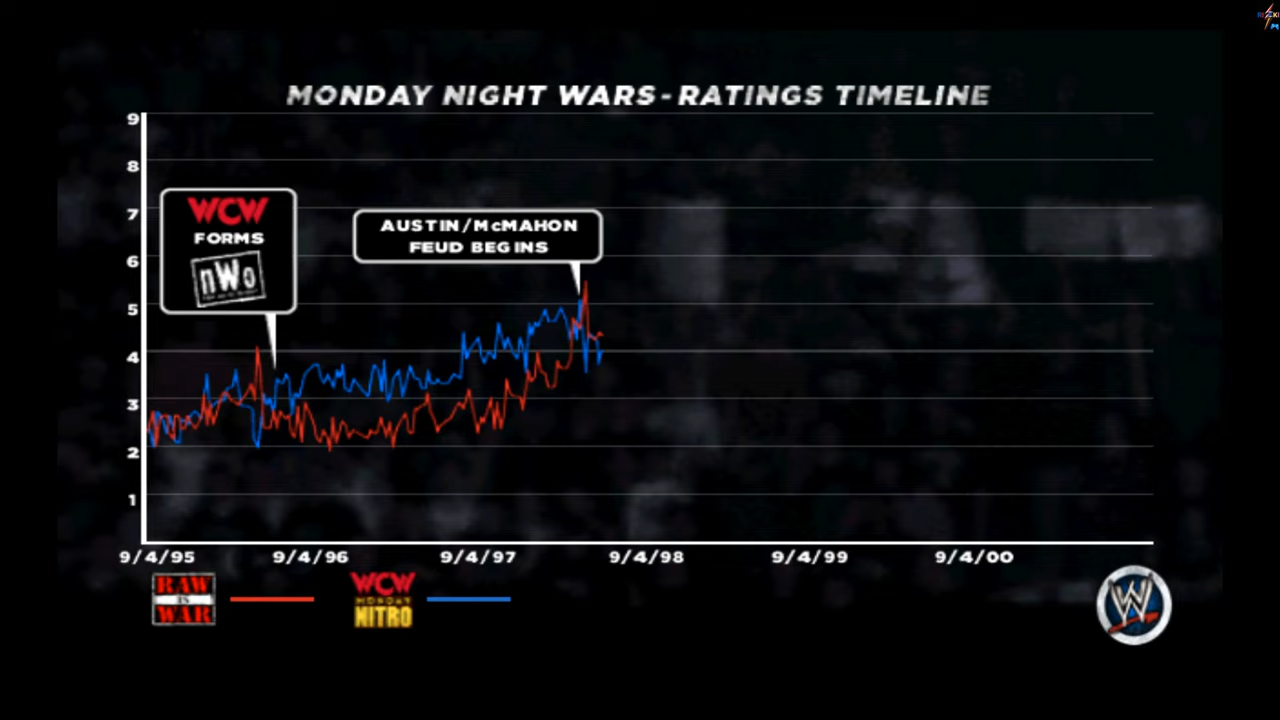 MONDAY NIGHT WARS - RATINGS TIMELINE
9
8
7
6
5
4
3
2
1
WCW
FORMS
nWo
AUSTIN/McMAHON
FEUD BEGINS
9/4/95 9/4/96 9/4/97 9/4/98 9/4/99 9/4/00
RAW
IS
WAR
WCW
MONDAY
NITRO
W